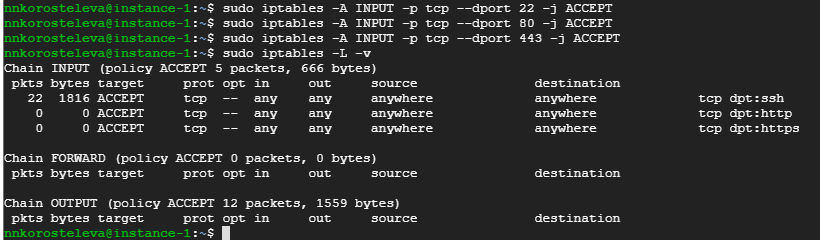 nnkorosteleva@instance-1:~$ sudo iptables -A INPUT -p tcp --dport 22 -j ACCEPT
nnkorosteleva@instance-1:~$ sudo iptables -A INPUT -p tcp --dport 80 -j ACCEPT
nnkorosteleva@instance-1:~$ sudo iptables -A INPUT -p tcp --dport 443 -j ACCEPT
nnkorosteleva@instance-1:~$ sudo iptables -L -v
Chain INPUT (policy ACCEPT 5 packets, 666 bytes)
 pkts bytes target     prot opt in     out     source               destination
   22  1816 ACCEPT     tcp  --  any    any     anywhere             anywhere             tcp dpt:ssh
    0     0 ACCEPT     tcp  --  any    any     anywhere             anywhere             tcp dpt:http
    0     0 ACCEPT     tcp  --  any    any     anywhere             anywhere             tcp dpt:https
Chain FORWARD (policy ACCEPT 0 packets, 0 bytes)
 pkts bytes target     prot opt in     out     source               destination
Chain OUTPUT (policy ACCEPT 12 packets, 1559 bytes)
 pkts bytes target     prot opt in     out     source               destination
nnkorosteleva@instance-1:~$